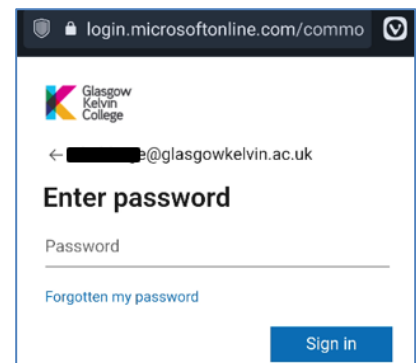 login.microsoftonline.com/commo
Glasgow
Kelvin
College
@glasgowkelvin.ac.uk
Enter password
Password
Forgotten my password
Sign in